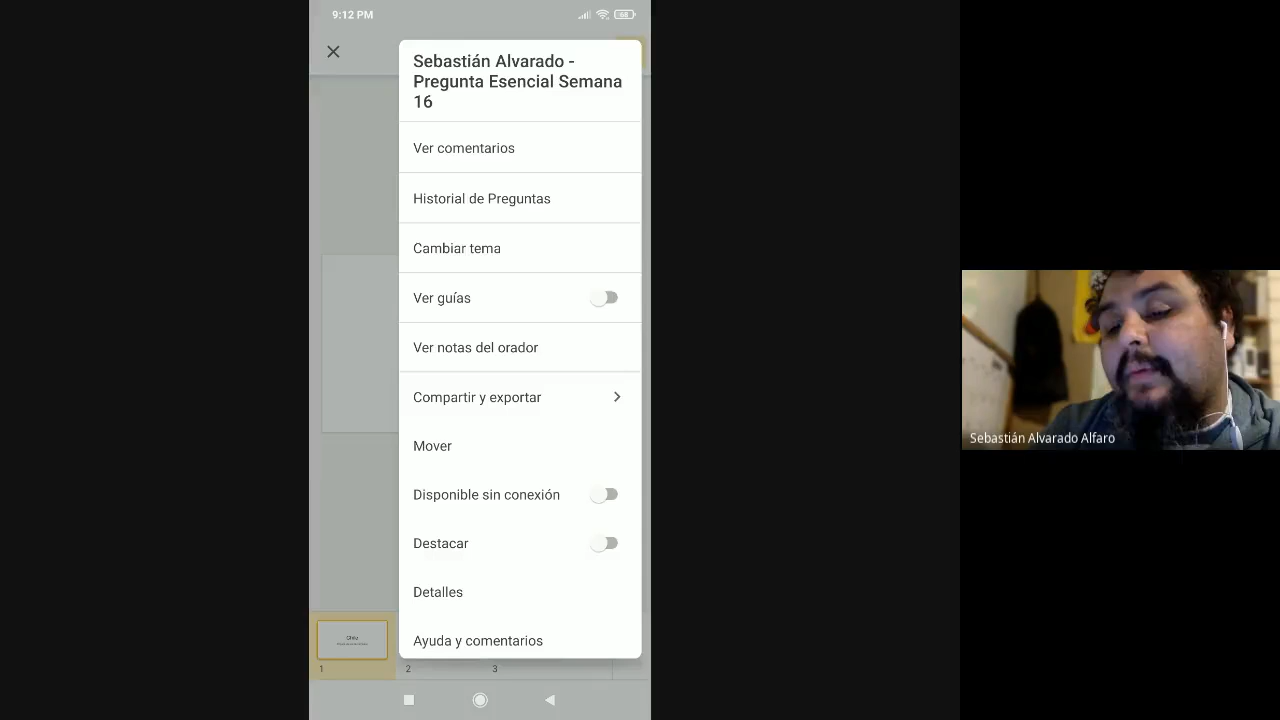 9:12 PM
68
Sebastián Alvarado -
Pregunta Esencial Semana
16
Ver comentarios
Historial de Preguntas
Cambiar tema
Ver guías
Ver notas del orador
Compartir y exportar
Mover
Disponible sin conexión
Destacar
Detalles
Ayuda y comentarios
Chile
1
2
3
Sebastián Alvarado Alfaro